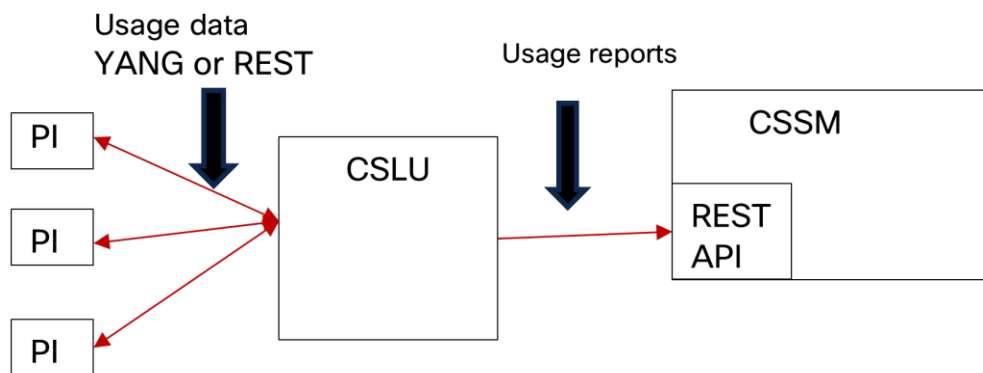 Usage data
YANG or REST
Usage reports
PI
CSLU
CSSM
PI
REST
API
PI